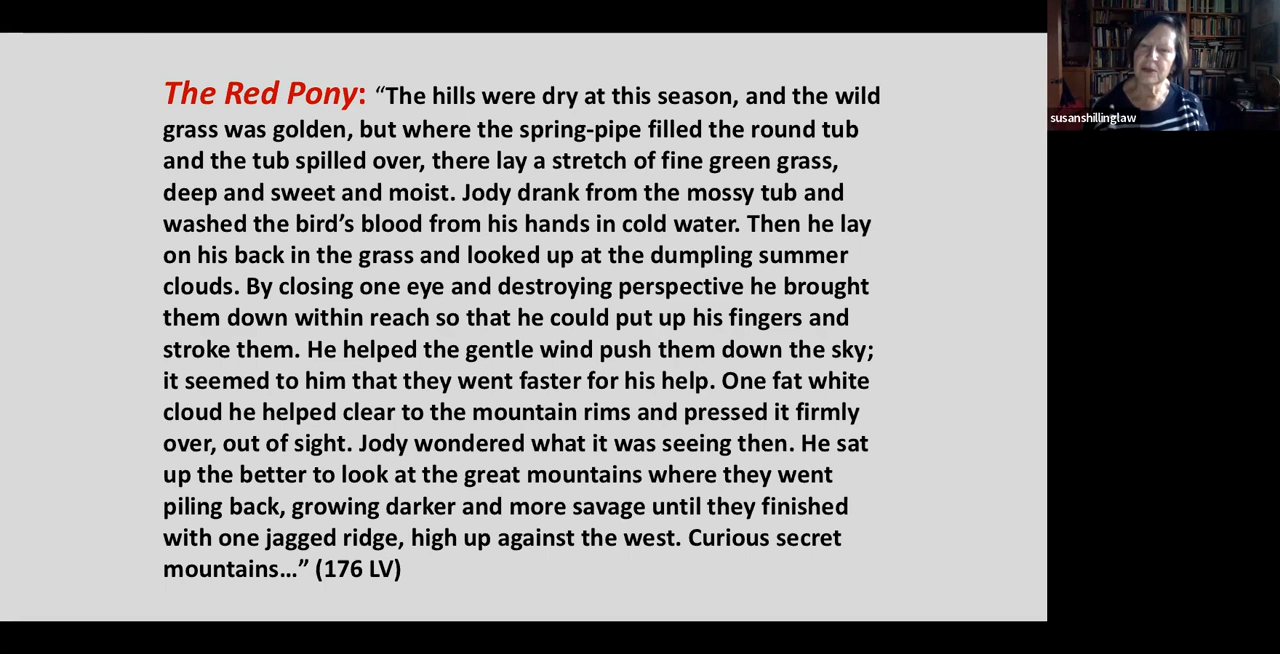 The Red Pony: “The hills were dry at this season, and the wild
grass was golden, but where the spring-pipe filled the round tub
and the tub spilled over, there lay a stretch of fine green grass,
deep and sweet and moist. Jody drank from the mossy tub and
washed the bird’s blood from his hands in cold water. Then he lay
on his back in the grass and looked up at the dumpling summer
clouds. By closing one eye and destroying perspective he brought
them down within reach so that he could put up his fingers and
stroke them. He helped the gentle wind push them down the sky;
it seemed to him that they went faster for his help. One fat white
cloud he helped clear to the mountain rims and pressed it firmly
over, out of sight. Jody wondered what it was seeing then. He sat
up the better to look at the great mountains where they went
piling back, growing darker and more savage until they finished
with one jagged ridge, high up against the west. Curious secret
mountains…” (176 LV)
susanshillinglaw